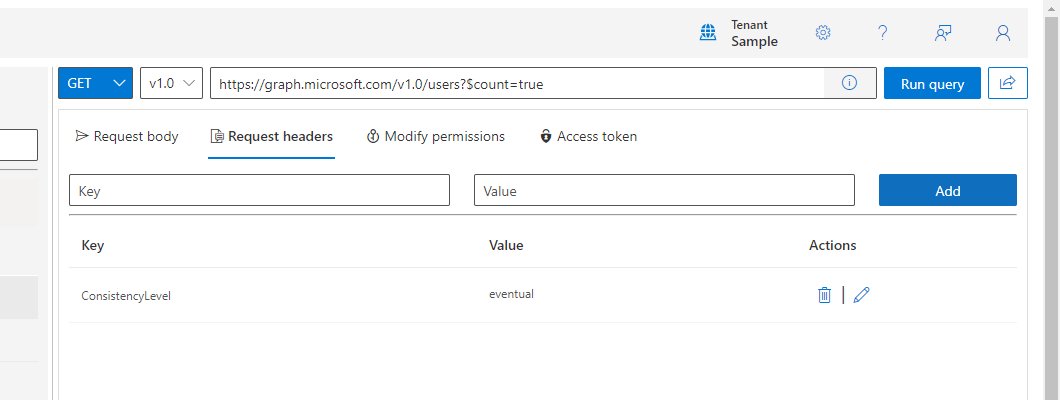 Tenant
Sample
?
GET
v1.0
https://graph.microsoft.com/v1.0/users?$count=true
Run query
Request body
Request headers
Modify permissions
Access token
Key
Value
Add
Key Value Actions
ConsistencyLevel eventual